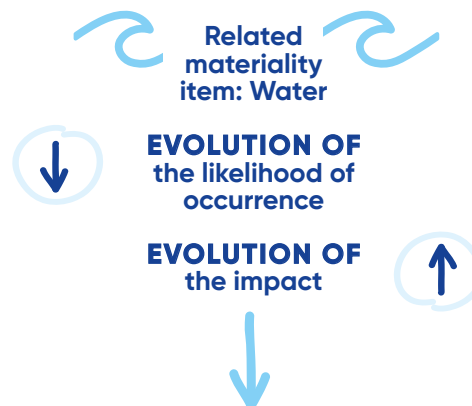 Related
materiality
item: Water
EVOLUTION OF
the likelihood of
occurrence
EVOLUTION OF
the impact